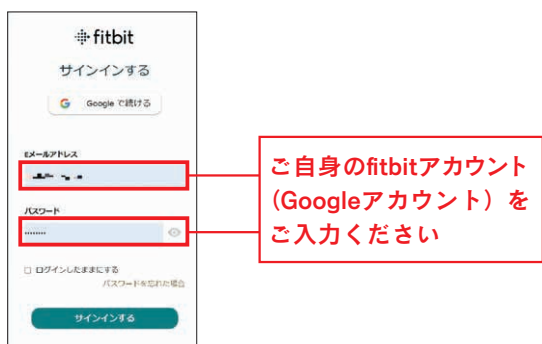 fitbit
サインインする
Google で続ける
Eメールアドレス
パスワード
ログインしたままにする
パスワードを忘れた場合
サインインする
ご自身のfitbitアカウント
（Googleアカウント）を
ご入力ください